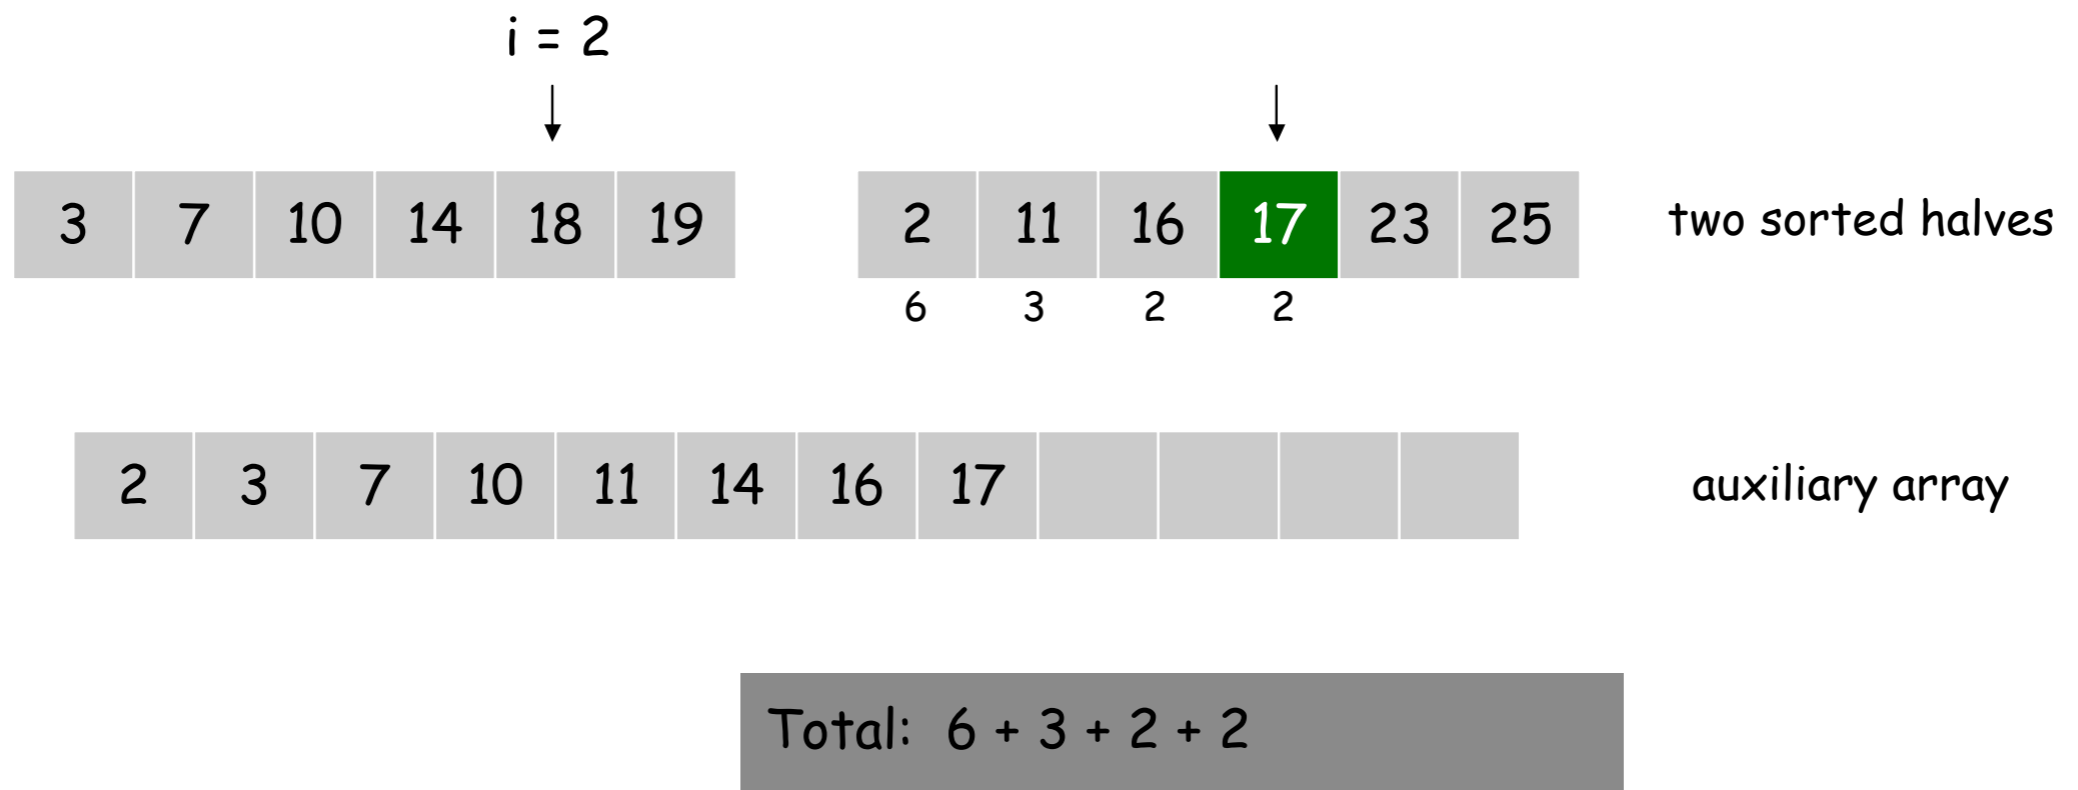 i = 2
3 7 10 14 18 19 2 11 16 17 23 25 two sorted halves
6 3 2 2
2 3 7 10 11 14 16 17 auxiliary array
Total: 6 + 3 + 2 + 2